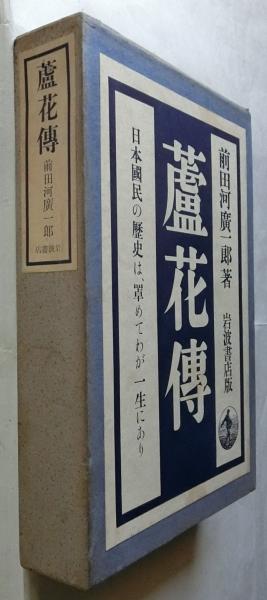 蘆花傳
前田河廣一郎
岩波書店
前田河廣一郎著
岩波書店版
蘆花傳
日本國民の歷史は、罩めてわが一生にあり